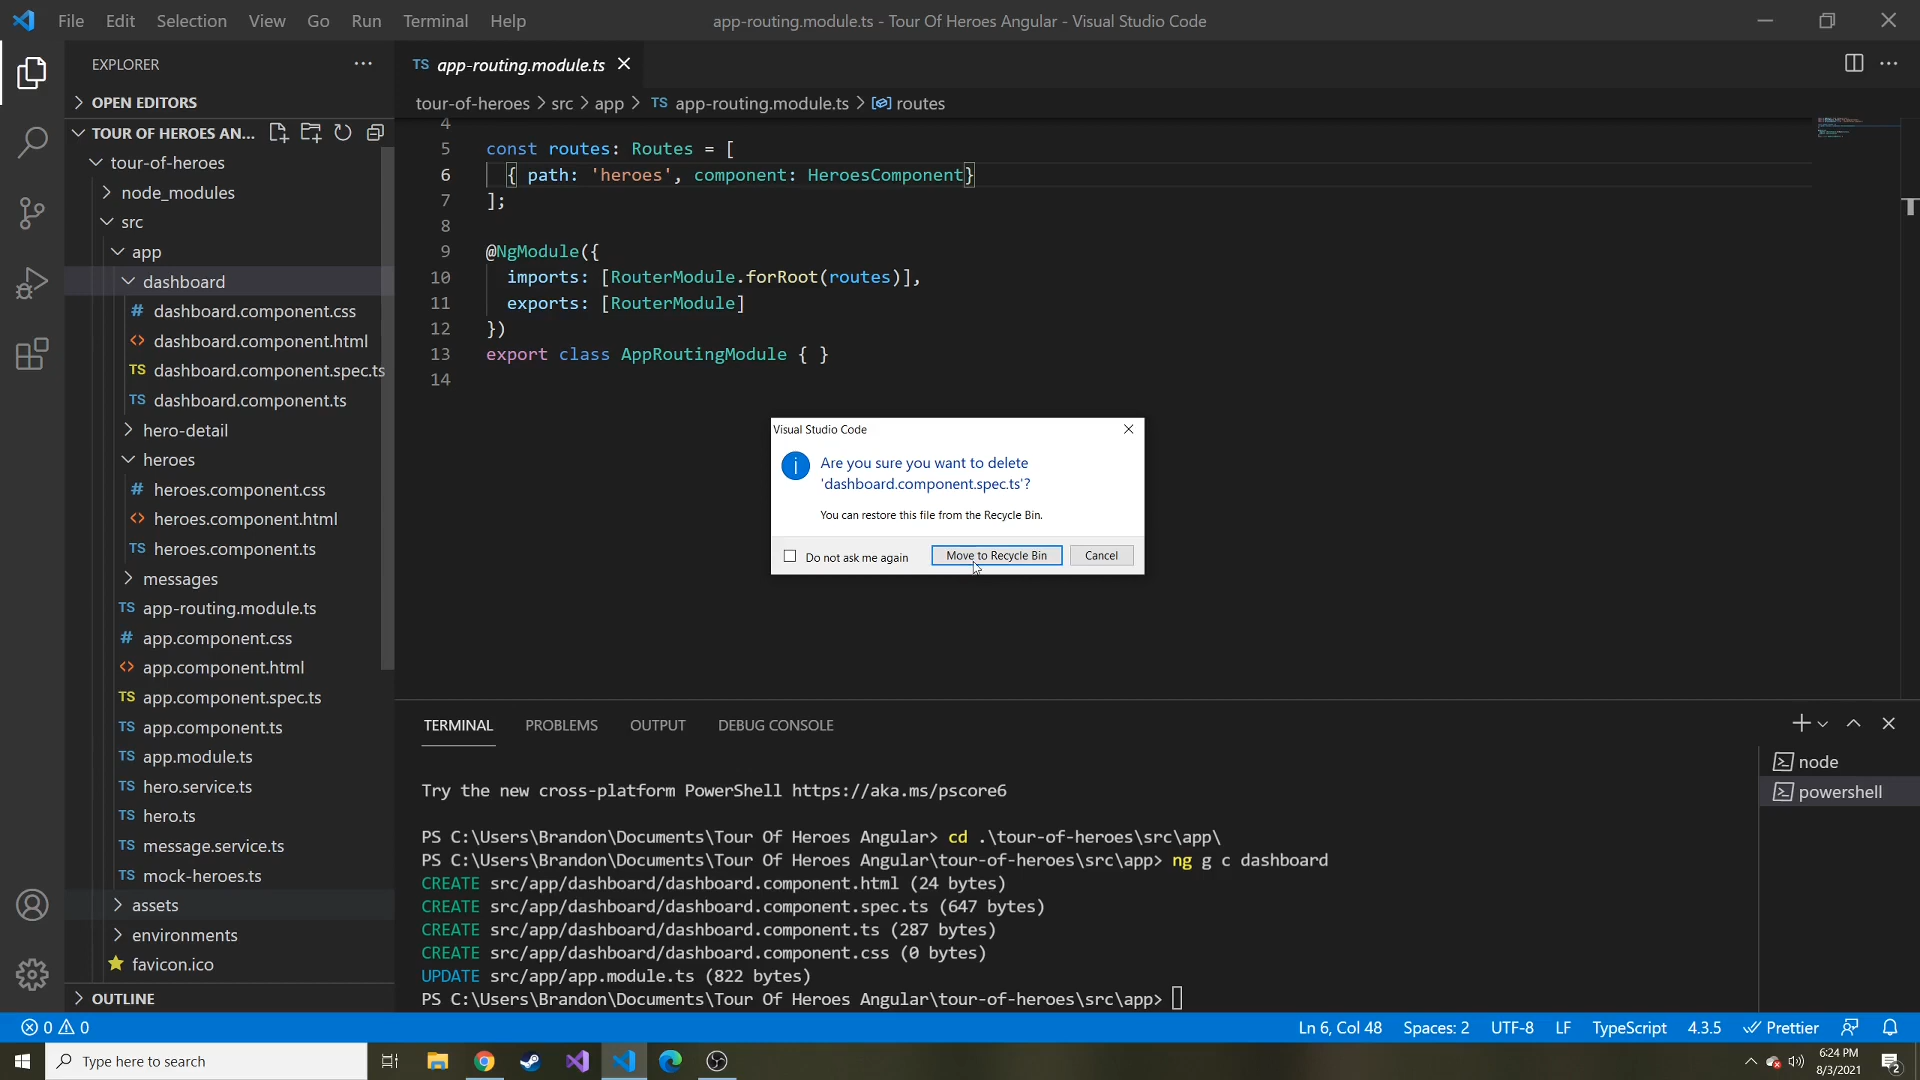 File Edit Selection View Go Run Terminal Help
app-routing.module.ts - Tour Of Heroes Angular - Visual Studio Code
EXPLORER
OPEN EDITORS
TOUR OF HEROES AN...
tour-of-heroes
node_modules
src
app
dashboard
# dashboard.component.css
<> dashboard.component.html
TS dashboard.component.spec.ts
TS dashboard.component.ts
hero-detail
heroes
# heroes.component.css
<> heroes.component.html
TS heroes.component.ts
messages
TS app-routing.module.ts
# app.component.css
<> app.component.html
TS app.component.spec.ts
TS app.component.ts
TS app.module.ts
TS hero.service.ts
TS hero.ts
TS message.service.ts
TS mock-heroes.ts
assets
environments
favicon.ico
OUTLINE
TS app-routing.module.ts
tour-of-heroes > src > app > TS app-routing.module.ts > routes
4
5 const routes: Routes = [
6 { path: 'heroes', component: HeroesComponent}
7 ];
8
9 @NgModule({
10 imports: [RouterModule.forRoot(routes)],
11 exports: [RouterModule]
12 })
13 export class AppRoutingModule { }
14
Visual Studio Code
Are you sure you want to delete
'dashboard.component.spec.ts'?
You can restore this file from the Recycle Bin.
Do not ask me again
Move to Recycle Bin
Cancel
TERMINAL PROBLEMS OUTPUT DEBUG CONSOLE
node
powershell
Try the new cross-platform PowerShell https://aka.ms/pscore6
PS C:\Users\Brandon\Documents\Tour Of Heroes Angular> cd .\tour-of-heroes\src\app\
PS C:\Users\Brandon\Documents\Tour Of Heroes Angular\tour-of-heroes\src\app> ng g c dashboard
CREATE src/app/dashboard/dashboard.component.html (24 bytes)
CREATE src/app/dashboard/dashboard.component.spec.ts (647 bytes)
CREATE src/app/dashboard/dashboard.component.ts (287 bytes)
CREATE src/app/dashboard/dashboard.component.css (0 bytes)
UPDATE src/app/app.module.ts (822 bytes)
PS C:\Users\Brandon\Documents\Tour Of Heroes Angular\tour-of-heroes\src\app>
0 0
Ln 6, Col 48 Spaces: 2 UTF-8 LF TypeScript 4.3.5 Prettier
Type here to search
6:24 PM
8/3/2021
2